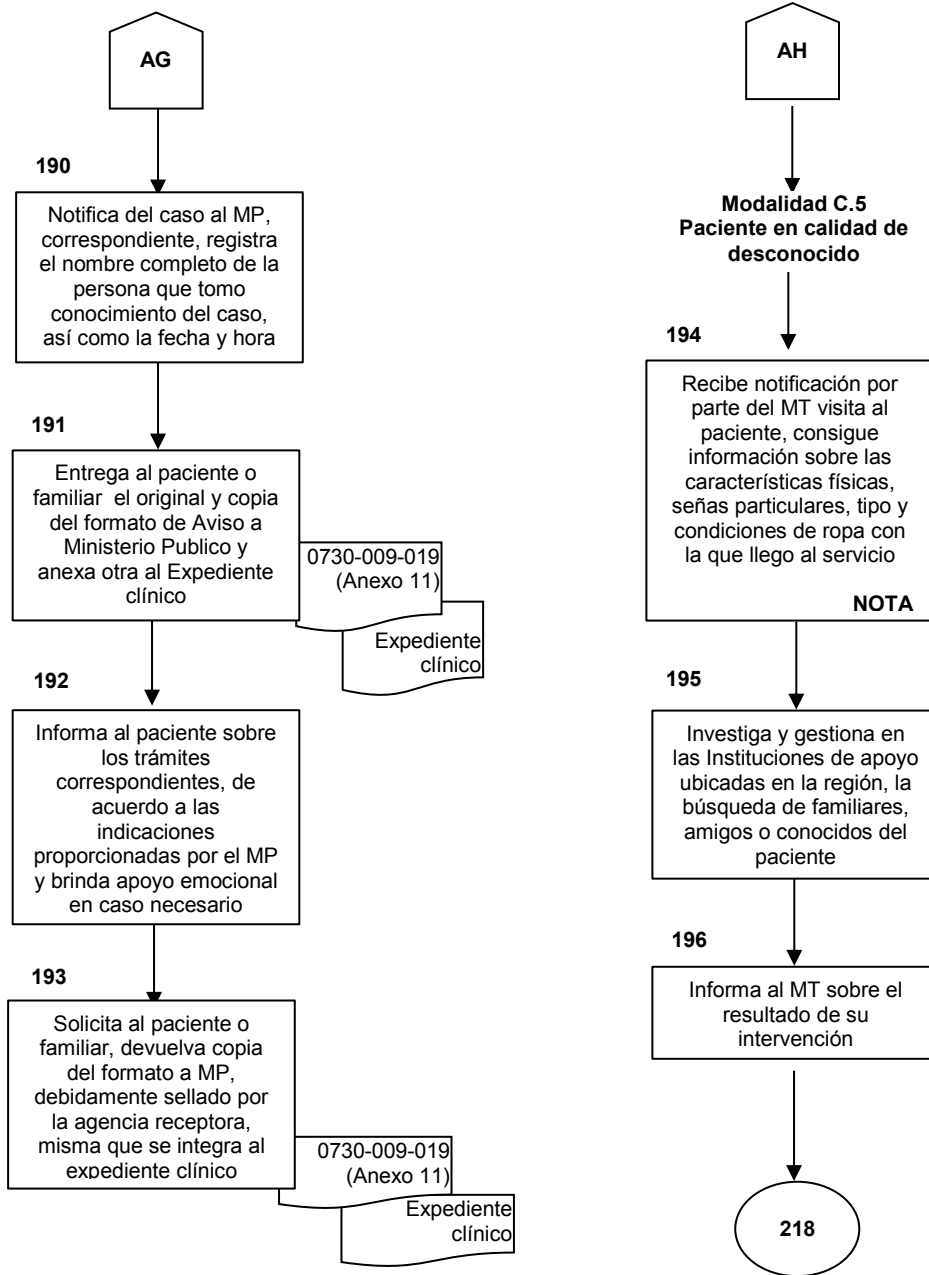 AG
190
Notifica del caso al MP,
correspondiente, registra
el nombre completo de la
persona que tomo
conocimiento del caso,
así como la fecha y hora
191
Entrega al paciente o
familiar el original y copia
del formato de Aviso a
Ministerio Publico y
anexa otra al Expediente
clínico
0730-009-019
(Anexo 11)
Expediente
clínico
192
Informa al paciente sobre
los trámites
correspondientes, de
acuerdo a las
indicaciones
proporcionadas por el MP
y brinda apoyo emocional
en caso necesario
193
Solicita al paciente o
familiar, devuelva copia
del formato a MP,
debidamente sellado por
la agencia receptora,
misma que se integra al
expediente clínico
0730-009-019
(Anexo 11)
Expediente
clínico
AH
Modalidad C.5
Paciente en calidad de
desconocido
194
Recibe notificación por
parte del MT visita al
paciente, consigue
información sobre las
características físicas,
señas particulares, tipo y
condiciones de ropa con
la que llego al servicio
NOTA
195
Investiga y gestiona en
las Instituciones de apoyo
ubicadas en la región, la
búsqueda de familiares,
amigos o conocidos del
paciente
196
Informa al MT sobre el
resultado de su
intervención
218